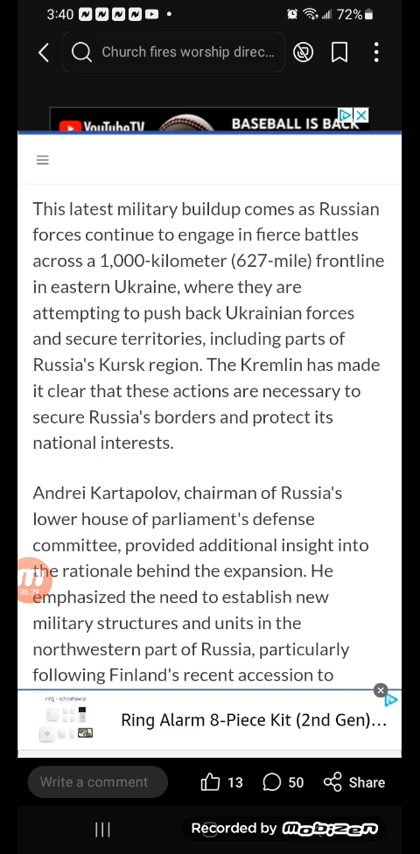 3:40
72%
Church fires worship direc...
YouTubeTV
BASEBALL IS BACK
This latest military buildup comes as Russian
forces continue to engage in fierce battles
across a 1,000-kilometer (627-mile) frontline
in eastern Ukraine, where they are
attempting to push back Ukrainian forces
and secure territories, including parts of
Russia's Kursk region. The Kremlin has made
it clear that these actions are necessary to
secure Russia's borders and protect its
national interests.
Andrei Kartapolov, chairman of Russia's
lower house of parliament's defense
committee, provided additional insight into
the rationale behind the expansion. He
06:29
emphasized the need to establish new
military structures and units in the
northwestern part of Russia, particularly
following Finland's recent accession to
Ring Alarm 8-Piece Kit (2nd Gen)...
Write a comment
13
50
Share
Recorded by Mobizen